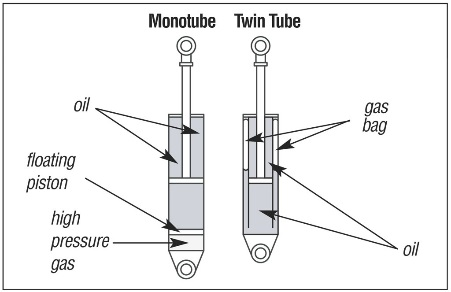 Monotube Twin Tube
oil
gas
bag
floating
piston
high
pressure
gas
oil